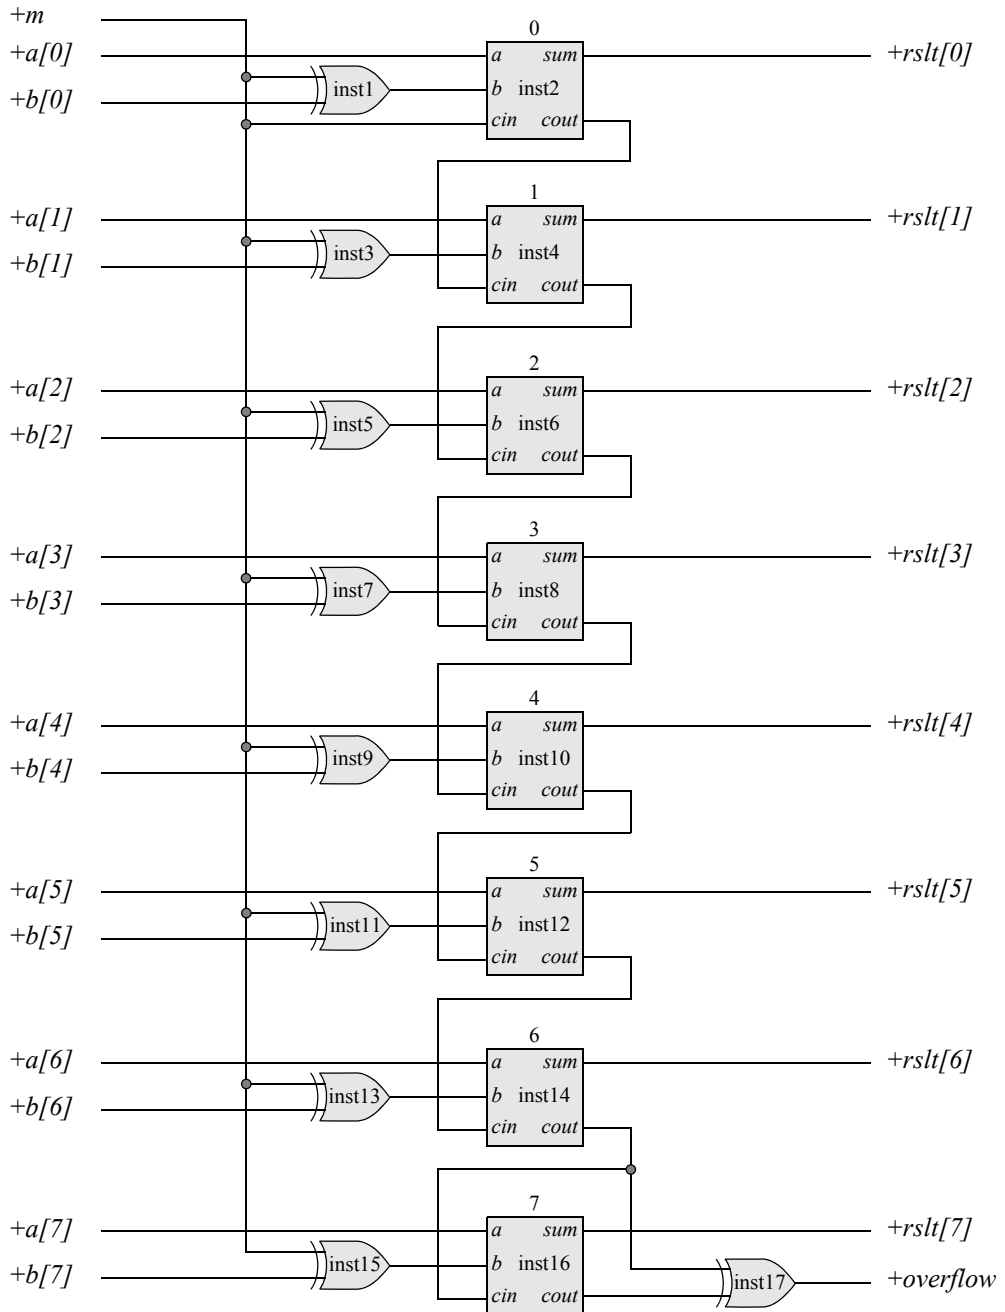 +m
0
+a[0] a sum +rslt[0]
inst1 b inst2
+b[0]
cin cout
1
+a[1] a sum +rslt[1]
inst3 b inst4
+b[1]
cin cout
2
+a[2] a sum +rslt[2]
inst5 b inst6
+b[2]
cin cout
3
+a[3] a sum +rslt[3]
inst7 b inst8
+b[3]
cin cout
4
+a[4] a sum +rslt[4]
inst9 b inst10
+b[4]
cin cout
5
+a[5] a sum +rslt[5]
inst11 b inst12
+b[5]
cin cout
6
+a[6] a sum +rslt[6]
inst13 b inst14
+b[6]
cin cout
7
+a[7] a sum +rslt[7]
inst15 b inst16
+b[7] inst17 +overflow
cin cout